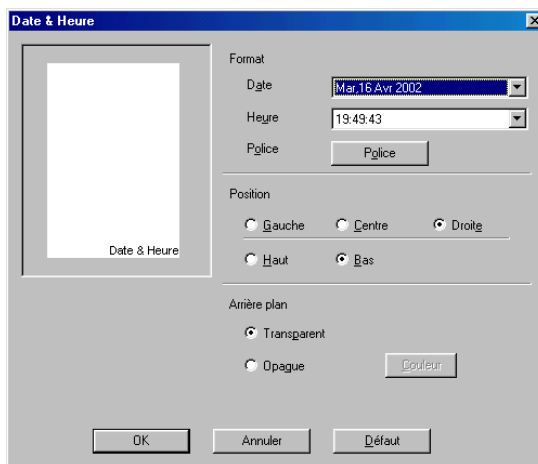 Date & Heure
Format
Date Mar,16 Avr 2002
Heure 19:49:43
Police Police
Date & Heure
Position
Gauche Centre Droite
Haut Bas
Arrière plan
Transparent
Opaque Couleur
OK Annuler Défaut